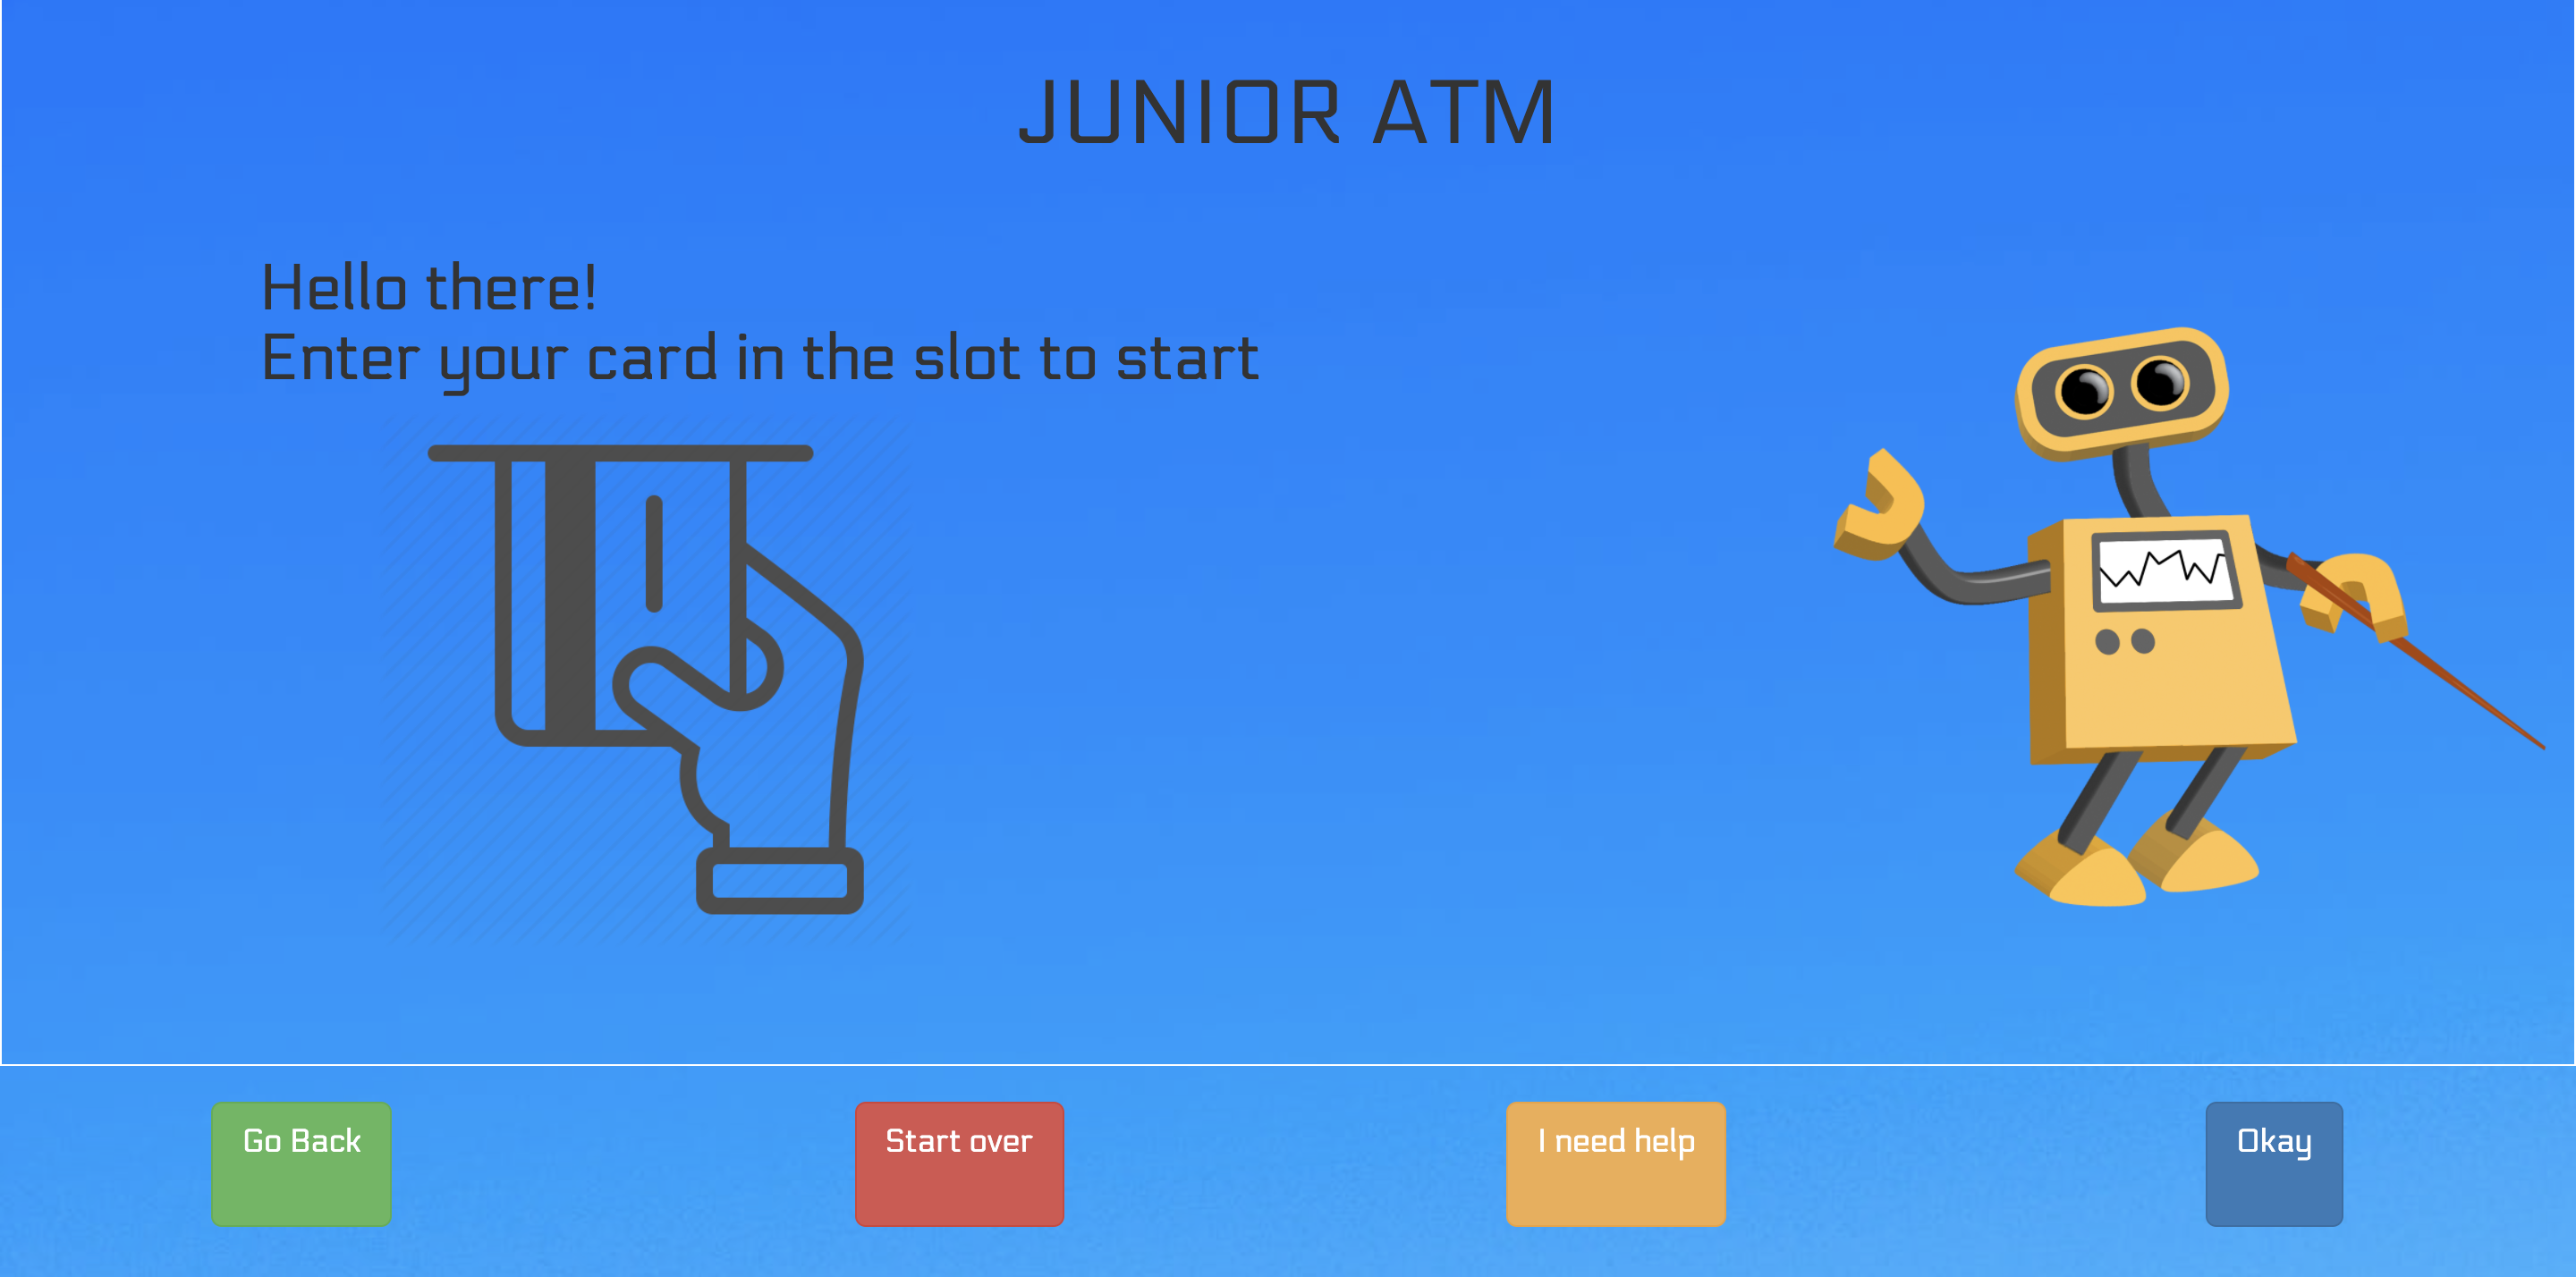 JUNIOR ATM
Hello there!
Enter your card in the slot to start
Go Back
Start over
I need help
Okay